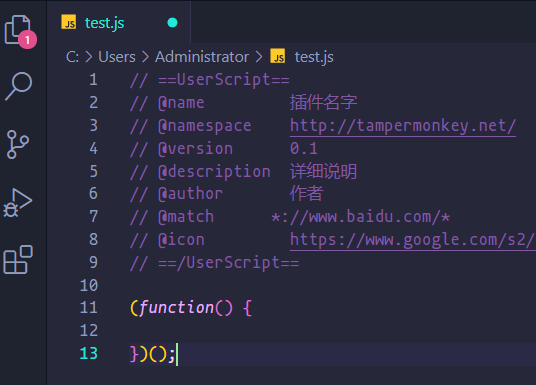 test.js
1
C: > Users > Administrator > test.js
1 // ==UserScript==
2 // @name 插件名字
3 // @namespace http://tampermonkey.net/
4 // @version 0.1
5 // @description 详细说明
6 // @author 作者
7 // @match *://www.baidu.com/*
8 // @icon https://www.google.com/s2/
9 // ==/UserScript==
10
11 (function() {
12
13 })();